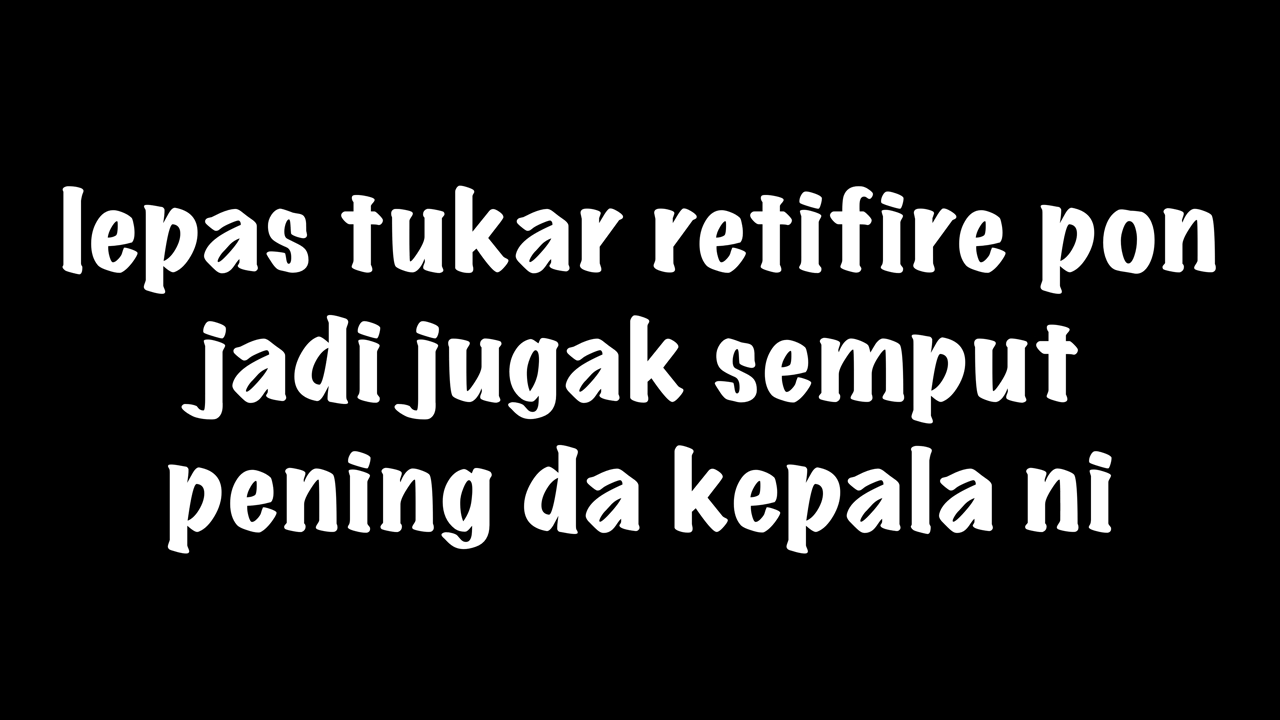 lepas tukar retifire pon
jadi jugak semput
pening da kepala ni